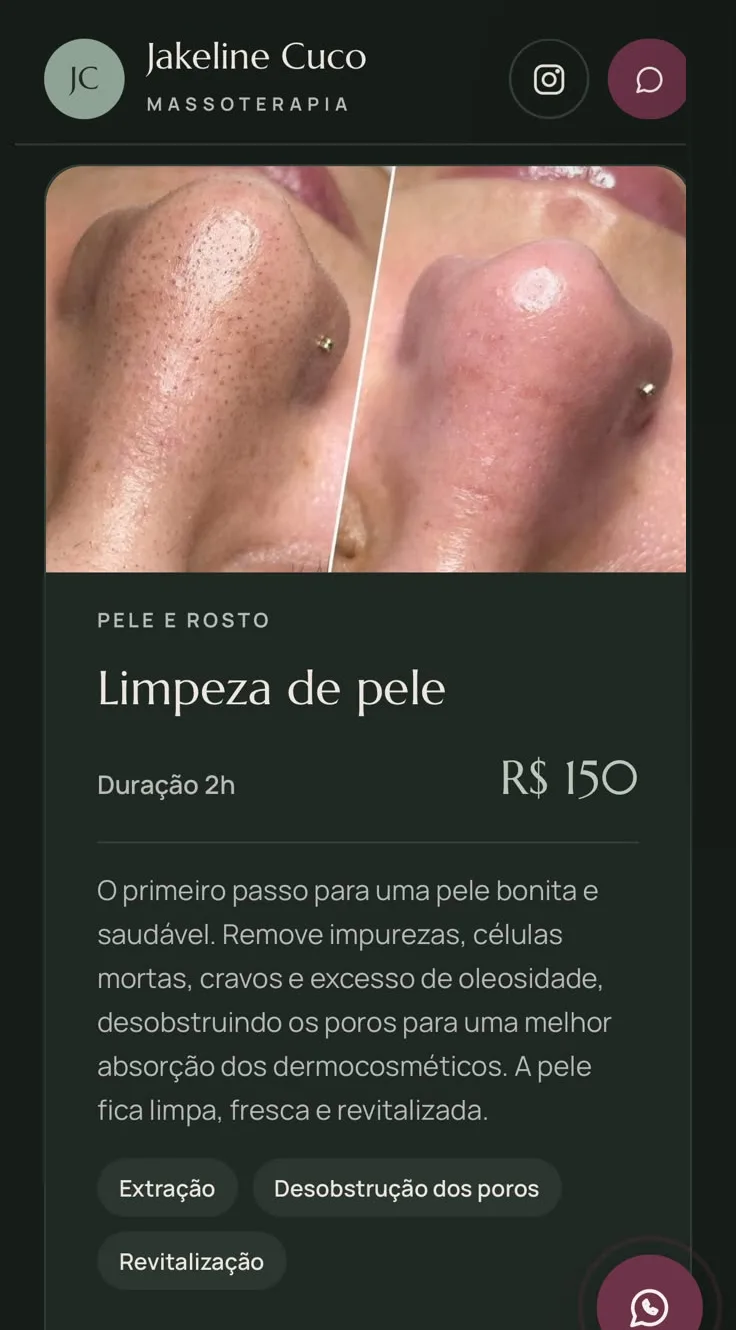 JC
Jakeline Cuco
MASSOTERAPIA
PELE E ROSTO
Limpeza de pele
Duração 2h
R$ 150
O primeiro passo para uma pele bonita e
saudável. Remove impurezas, células
mortas, cravos e excesso de oleosidade,
desobstruindo os poros para uma melhor
absorção dos dermocosméticos. A pele
fica limpa, fresca e revitalizada.
Extração
Desobstrução dos poros
Revitalização